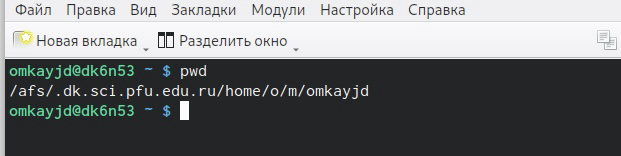 Файл Правка Вид Закладки Модули Настройка Справка
Новая вкладка Разделить окно
omkayjd@dk6n53 ~ $ pwd
/afs/.dk.sci.pfu.edu.ru/home/o/m/omkayjd
omkayjd@dk6n53 ~ $